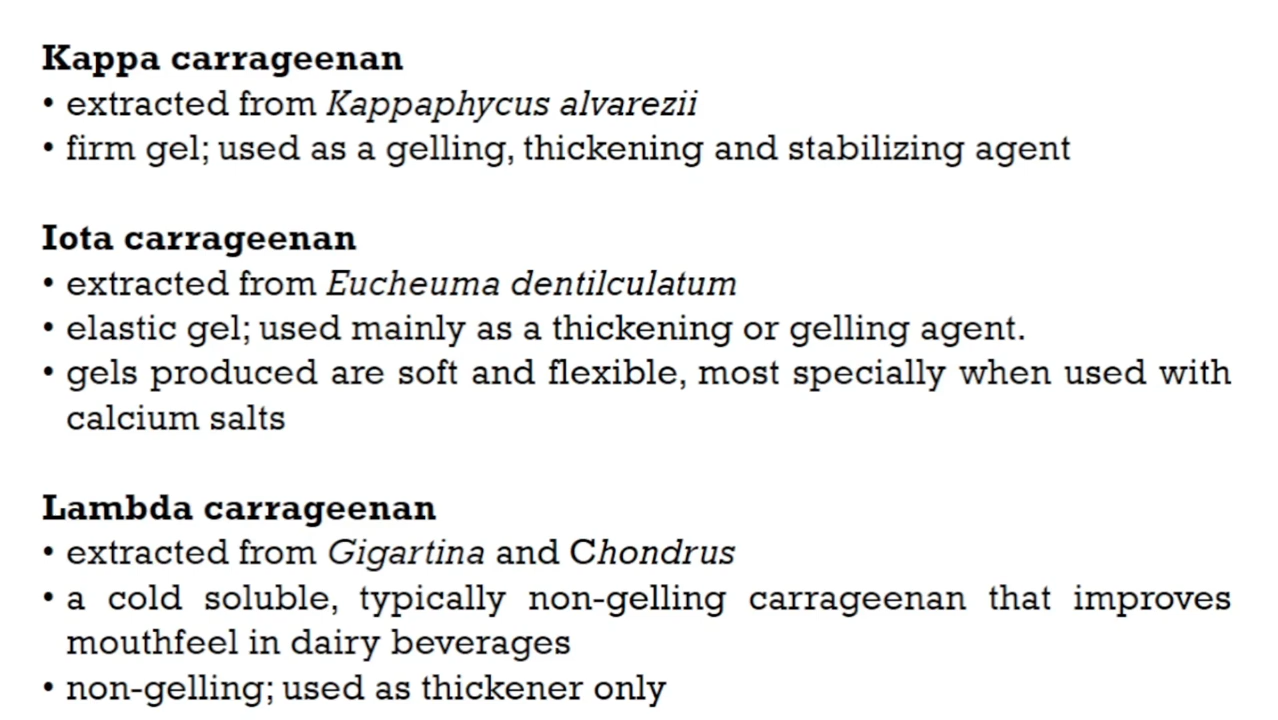 Kappa carrageenan
• extracted from Kappaphycus alvarezii
• firm gel; used as a gelling, thickening and stabilizing agent
Iota carrageenan
• extracted from Eucheuma dentilculatum
• elastic gel; used mainly as a thickening or gelling agent.
• gels produced are soft and flexible, most specially when used with
calcium salts
Lambda carrageenan
• extracted from Gigartina and Chondrus
• a cold soluble, typically non-gelling carrageenan that improves
mouthfeel in dairy beverages
• non-gelling; used as thickener only